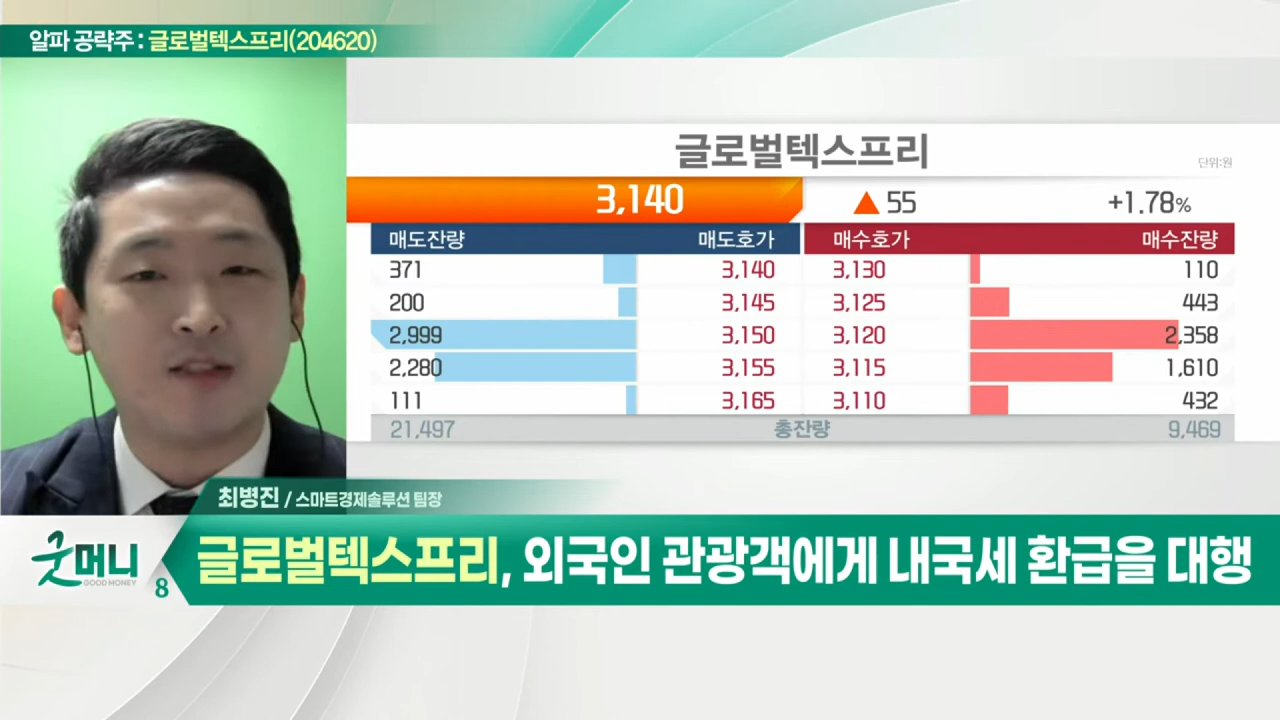 알파 공략주 : 글로벌텍스프리(204620)
글로벌텍스프리
단위:원
3,140 ▲ 55 +1.78%
매도잔량 매도호가 매수호가 매수잔량
371 3,140 3,130 110
200 3,145 3,125 443
2,999 3,150 3,120 2,358
2,280 3,155 3,115 1,610
111 3,165 3,110 432
21,497 총잔량 9,469
최병진 / 스마트경제솔루션 팀장
굿머니
GOOD MONEY
8
글로벌텍스프리, 외국인 관광객에게 내국세 환급을 대행